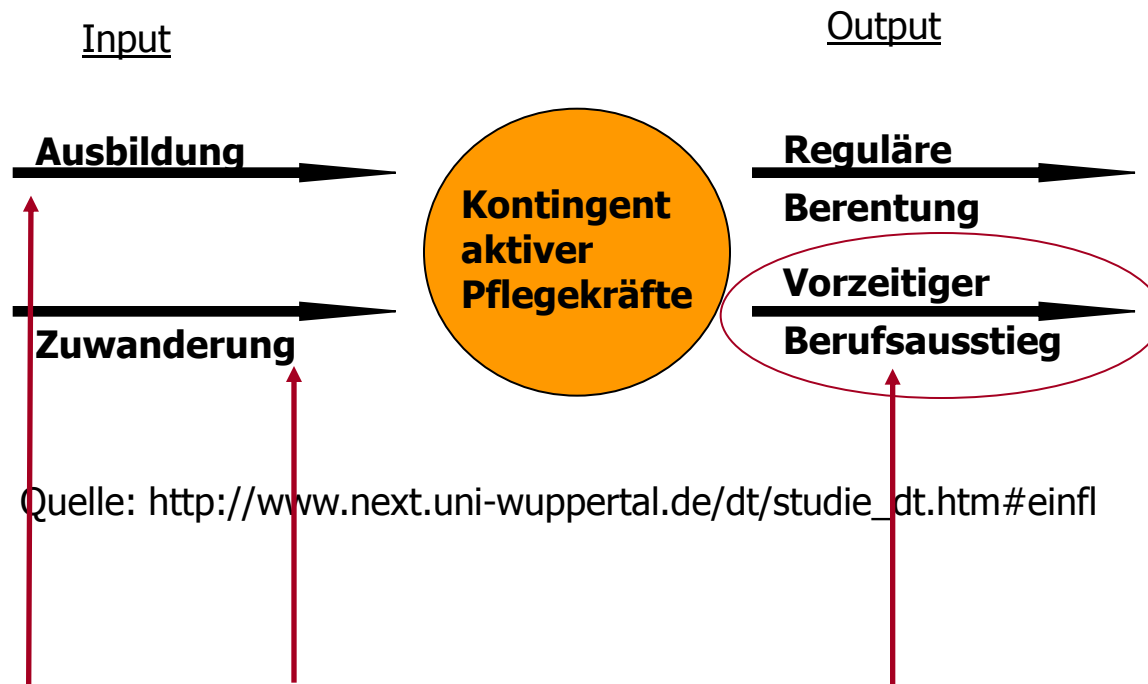 Input
Output
Ausbildung
Zuwanderung
Kontingent
aktiver
Pflegekräfte
Reguläre
Berentung
Vorzeitiger
Berufsausstieg
Quelle: http://www.next.uni-wuppertal.de/dt/studie_dt.htm#einfl